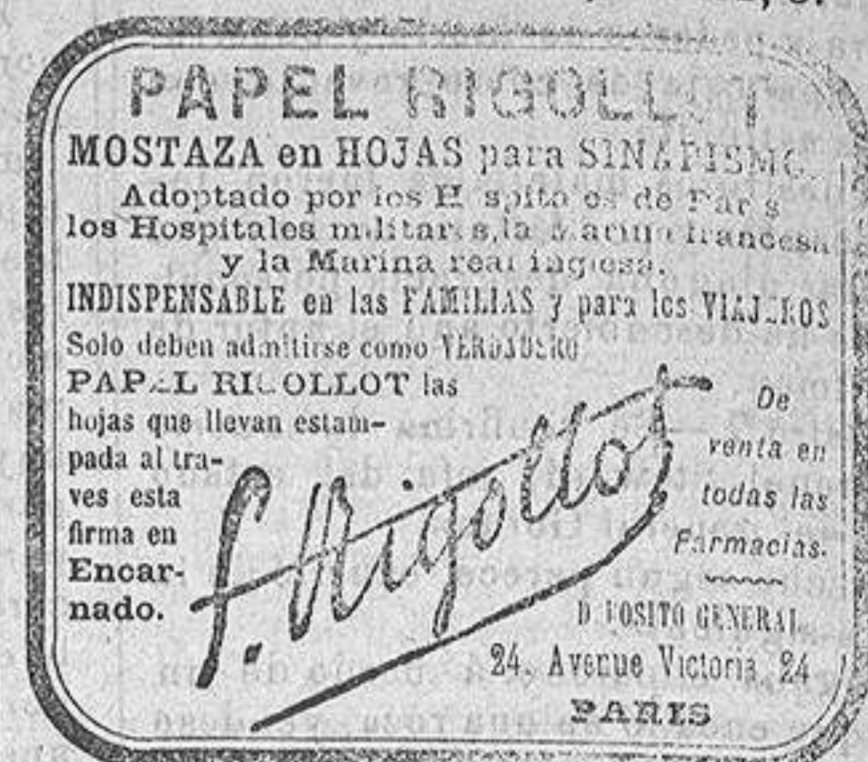 PAPEL RIGOLLOT
MOSTAZA en HOJAS para SINAPISMO
Adoptado por los Hospitales de Paris
los Hospitales militares, la Marina francesa
y la Marina real inglesa.
INDISPENSABLE en las FAMILIAS y para los VIAJEROS
Solo deben admitirse como VERDADERO
PAPEL RIGOLLOT las
hojas que llevan estam-
pada al tra-
ves esta
firma en
Encar-
nado.
f. Rigollot
De
venta en
todas las
Farmacias.
DEPOSITO GENERAL
24, Avenue Victoria, 24
PARIS